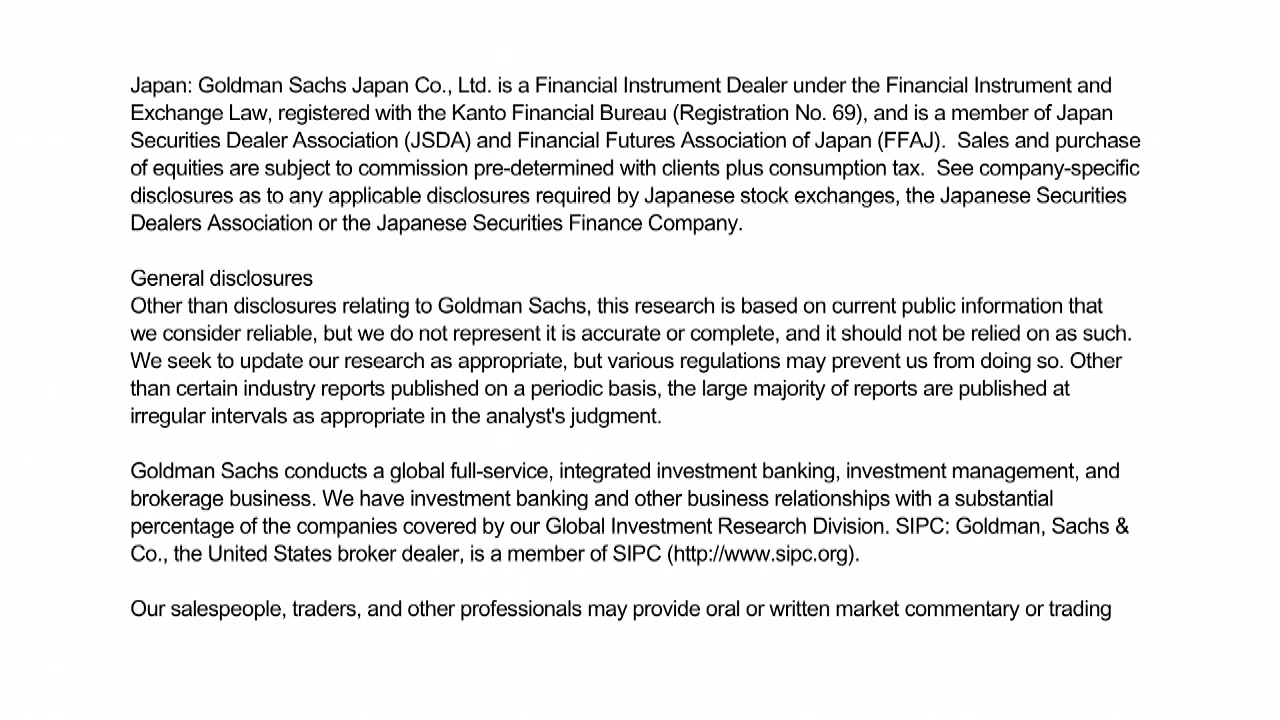 Japan: Goldman Sachs Japan Co., Ltd. is a Financial Instrument Dealer under the Financial Instrument and
Exchange Law, registered with the Kanto Financial Bureau (Registration No. 69), and is a member of Japan
Securities Dealer Association (JSDA) and Financial Futures Association of Japan (FFAJ).  Sales and purchase
of equities are subject to commission pre-determined with clients plus consumption tax.  See company-specific
disclosures as to any applicable disclosures required by Japanese stock exchanges, the Japanese Securities
Dealers Association or the Japanese Securities Finance Company.
General disclosures
Other than disclosures relating to Goldman Sachs, this research is based on current public information that
we consider reliable, but we do not represent it is accurate or complete, and it should not be relied on as such.
We seek to update our research as appropriate, but various regulations may prevent us from doing so. Other
than certain industry reports published on a periodic basis, the large majority of reports are published at
irregular intervals as appropriate in the analyst's judgment.
Goldman Sachs conducts a global full-service, integrated investment banking, investment management, and
brokerage business. We have investment banking and other business relationships with a substantial
percentage of the companies covered by our Global Investment Research Division. SIPC: Goldman, Sachs &
Co., the United States broker dealer, is a member of SIPC (http://www.sipc.org).
Our salespeople, traders, and other professionals may provide oral or written market commentary or trading